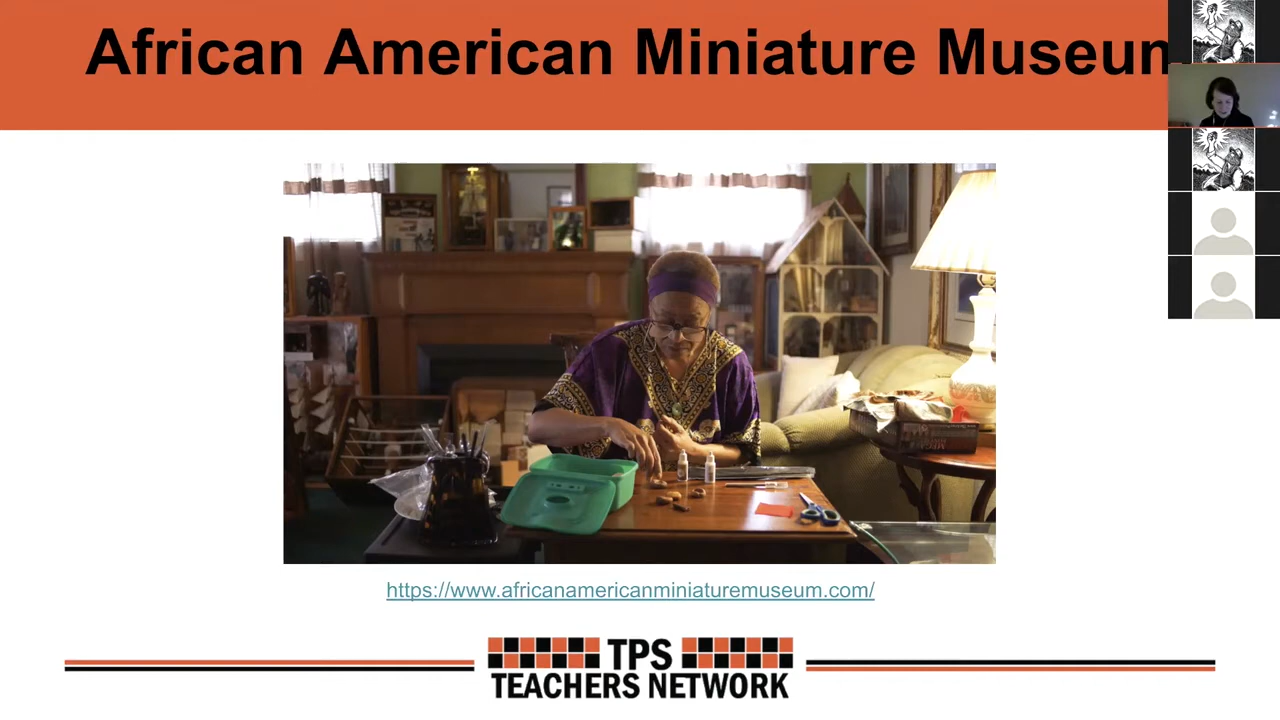 African American Miniature Museum
https://www.africanamericanminiaturemuseum.com/
TPS
TEACHERS NETWORK